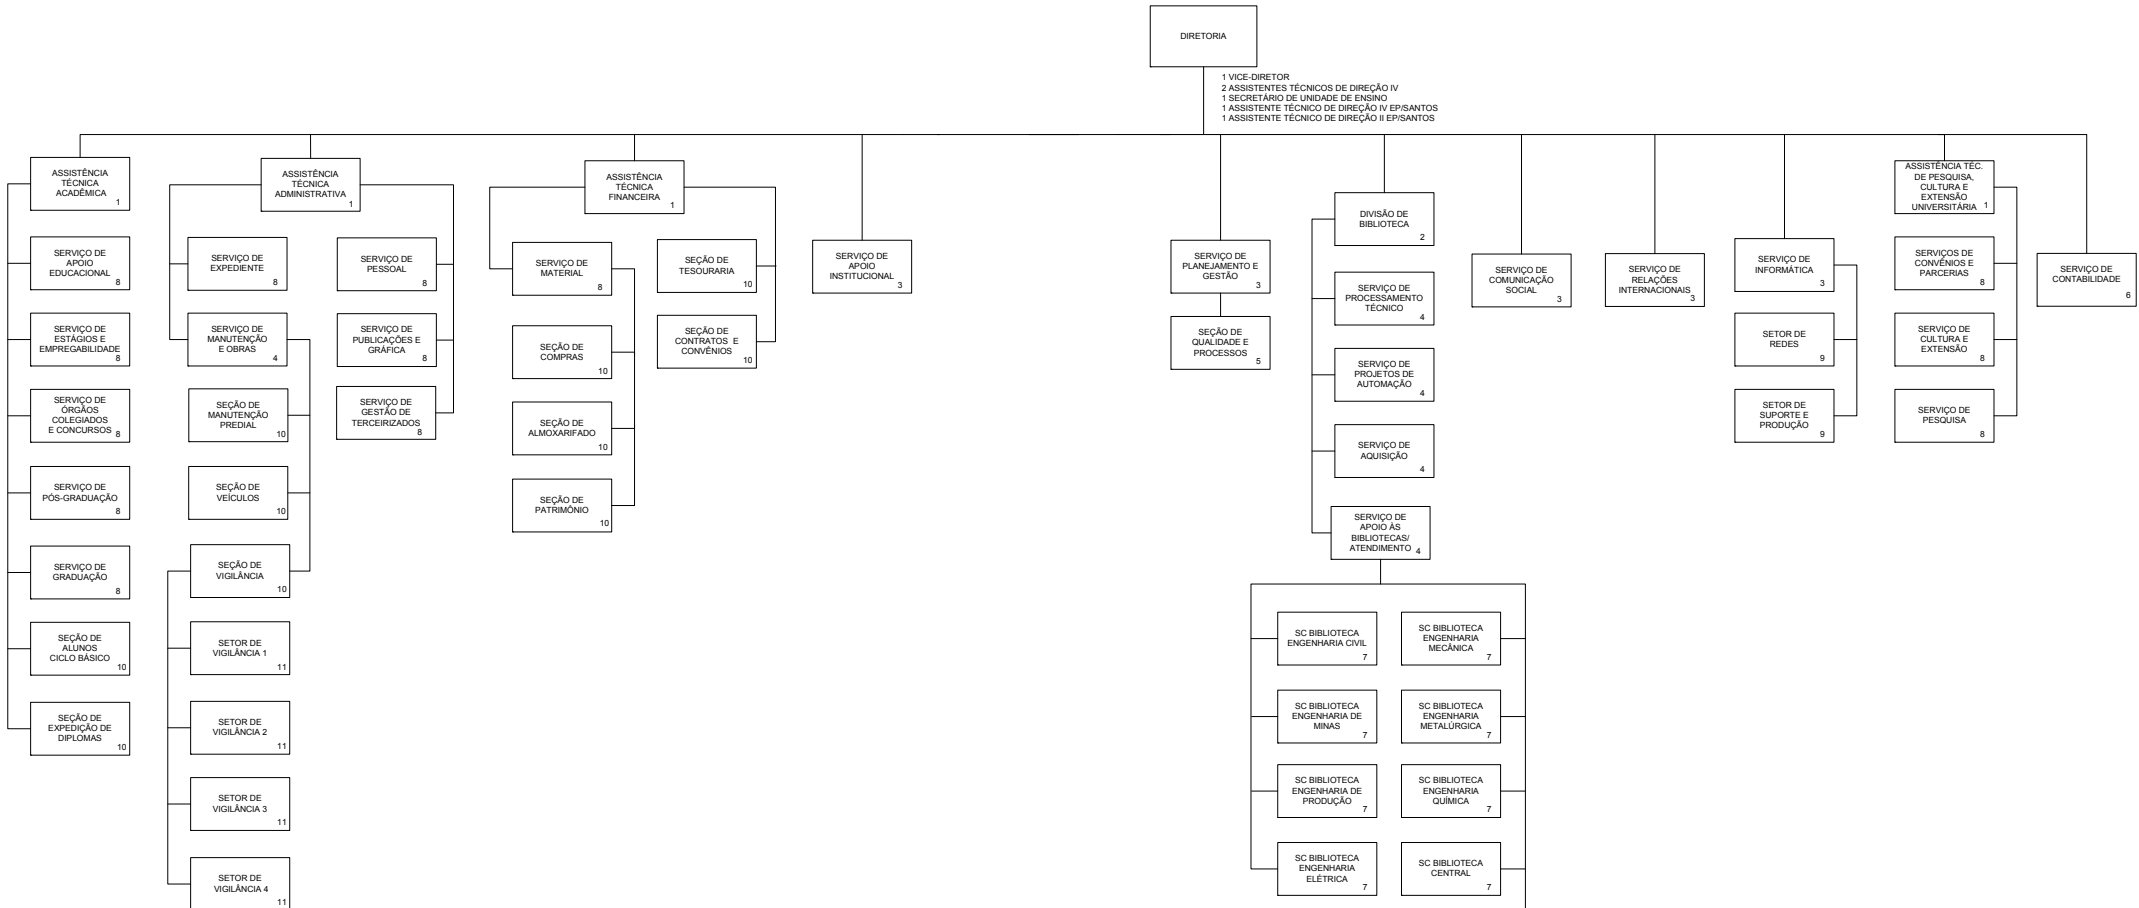 DIRETORIA
1 VICE-DIRETOR
2 ASSISTENTES TÉCNICOS DE DIREÇÃO IV
1 SECRETÁRIO DE UNIDADE DE ENSINO
1 ASSISTENTE TÉCNICO DE DIREÇÃO IV EP/SANTOS
1 ASSISTENTE TÉCNICO DE DIREÇÃO II EP/SANTOS
ASSISTÊNCIA
TÉCNICA
ACADÊMICA
1
SERVIÇO DE
APOIO
EDUCACIONAL
8
SERVIÇO DE
ESTÁGIOS E
EMPREGABILIDADE
8
SERVIÇO DE
ÓRGÃOS
COLEGIADOS
E CONCURSOS 8
SERVIÇO DE
PÓS-GRADUAÇÃO
8
SERVIÇO DE
GRADUAÇÃO
8
SEÇÃO DE
ALUNOS
CICLO BÁSICO
10
SEÇÃO DE
EXPEDIÇÃO DE
DIPLOMAS
10
ASSISTÊNCIA
TÉCNICA
ADMINISTRATIVA
1
SERVIÇO DE
EXPEDIENTE
8
SERVIÇO DE
MANUTENÇÃO
E OBRAS
4
SEÇÃO DE
MANUTENÇÃO
PREDIAL
10
SEÇÃO DE
VEÍCULOS
10
SEÇÃO DE
VIGILÂNCIA
10
SETOR DE
VIGILÂNCIA 1
11
SETOR DE
VIGILÂNCIA 2
11
SETOR DE
VIGILÂNCIA 3
11
SETOR DE
VIGILÂNCIA 4
11
SERVIÇO DE
PESSOAL
8
SERVIÇO DE
PUBLICAÇÕES E
GRÁFICA
8
SERVIÇO DE
GESTÃO DE
TERCEIRIZADOS
8
ASSISTÊNCIA
TÉCNICA
FINANCEIRA
1
SERVIÇO DE
MATERIAL
8
SEÇÃO DE
COMPRAS
10
SEÇÃO DE
ALMOXARIFADO
10
SEÇÃO DE
PATRIMÔNIO
10
SEÇÃO DE
TESOURARIA
10
SEÇÃO DE
CONTRATOS E
CONVÊNIOS
10
SERVIÇO DE
APOIO
INSTITUCIONAL
3
SERVIÇO DE
PLANEJAMENTO E
GESTÃO
3
SEÇÃO DE
QUALIDADE E
PROCESSOS
5
DIVISÃO DE
BIBLIOTECA
2
SERVIÇO DE
PROCESSAMENTO
TÉCNICO
4
SERVIÇO DE
PROJETOS DE
AUTOMAÇÃO
4
SERVIÇO DE
AQUISIÇÃO
4
SERVIÇO DE
APOIO ÀS
BIBLIOTECAS/
ATENDIMENTO 4
SC BIBLIOTECA
ENGENHARIA CIVIL
7
SC BIBLIOTECA
ENGENHARIA DE
MINAS
7
SC BIBLIOTECA
ENGENHARIA DE
PRODUÇÃO
7
SC BIBLIOTECA
ENGENHARIA
ELÉTRICA
7
SC BIBLIOTECA
ENGENHARIA
MECÂNICA
7
SC BIBLIOTECA
ENGENHARIA
METALÚRGICA
7
SC BIBLIOTECA
ENGENHARIA
QUÍMICA
7
SC BIBLIOTECA
CENTRAL
7
SERVIÇO DE
COMUNICAÇÃO
SOCIAL
3
SERVIÇO DE
RELAÇÕES
INTERNACIONAIS
3
SERVIÇO DE
INFORMÁTICA
3
SETOR DE
REDES
9
SETOR DE
SUPORTE E
PRODUÇÃO
9
ASSISTÊNCIA TÉC.
DE PESQUISA,
CULTURA E
EXTENSÃO
UNIVERSITÁRIA 1
SERVIÇOS DE
CONVÊNIOS E
PARCERIAS
8
SERVIÇO DE
CULTURA E
EXTENSÃO
8
SERVIÇO DE
PESQUISA
8
SERVIÇO DE
CONTABILIDADE
6